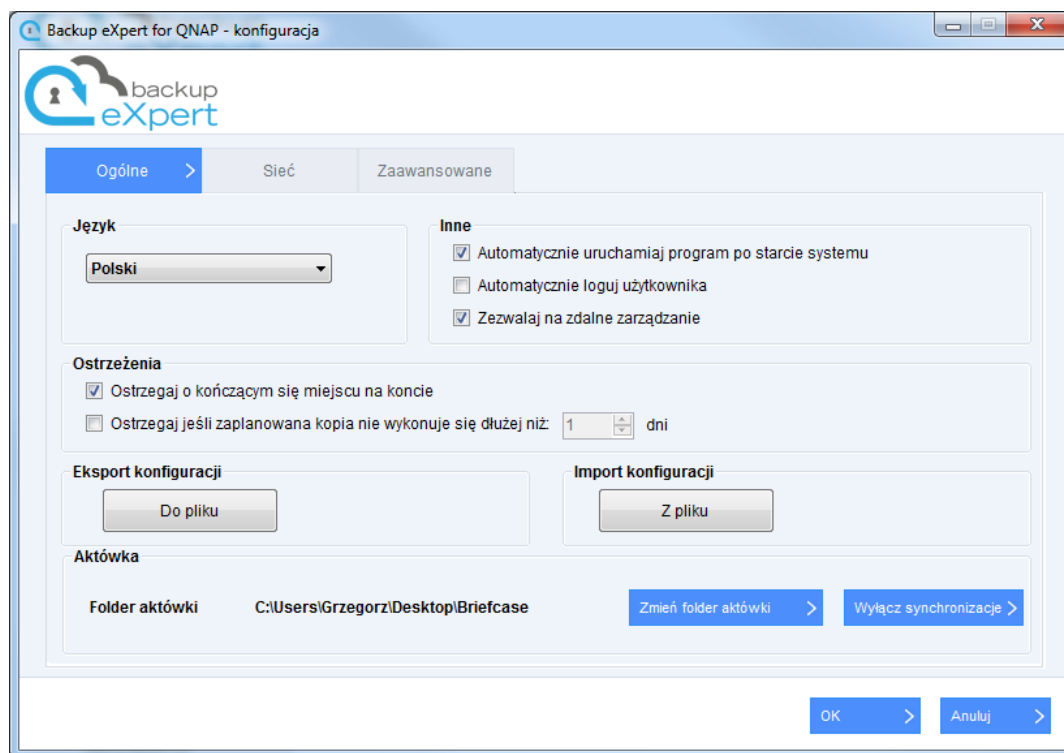 Backup eXpert for QNAP - konfiguracja
backup
eXpert
Ogólne
Sieć
Zaawansowane
Język
Polski
Inne
Automatycznie uruchamiaj program po starcie systemu
Automatycznie loguj użytkownika
Zezwalaj na zdalne zarządzanie
Ostrzeżenia
Ostrzegaj o kończącym się miejscu na koncie
Ostrzegaj jeśli zaplanowana kopia nie wykonuje się dłużej niż: 1 dni
Eksport konfiguracji
Do pliku
Import konfiguracji
Z pliku
Aktówka
Folder aktówki C:\Users\Grzegorz\Desktop\Briefcase
Zmień folder aktówki
Wyłącz synchronizacje
OK
Anuluj